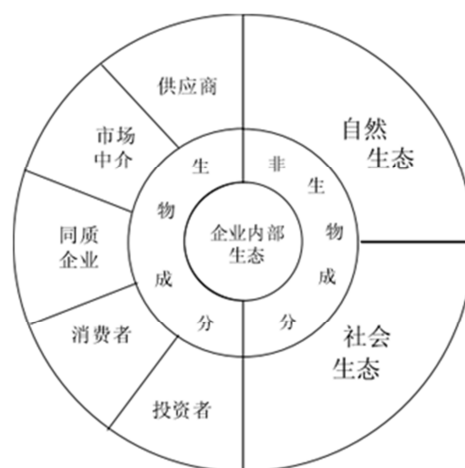 供应商
市场
中介
同质
企业
消费者
投资者
生物成分
企业内部
生态
非生物成分
自然
生态
社会
生态